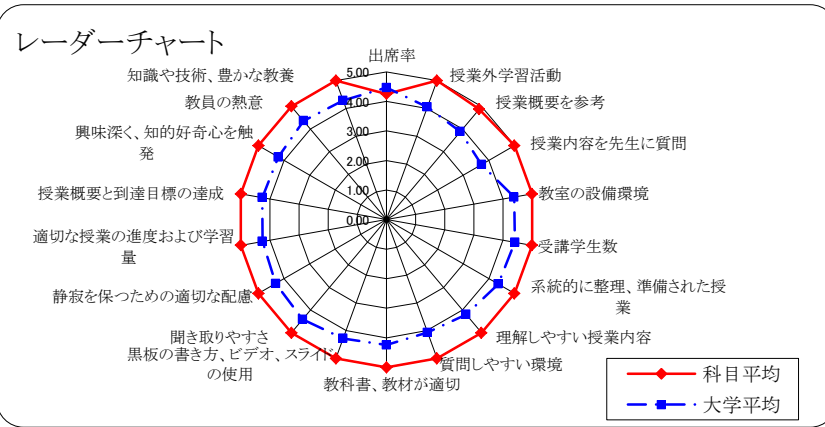 レーダーチャート
出席率
授業外学習活動
授業概要を参考
授業内容を先生に質問
教室の設備環境
受講学生数
系統的に整理、準備された授
業
理解しやすい授業内容
質問しやすい環境
教科書、教材が適切
黒板の書き方、ビデオ、スライド
の使用
聞き取りやすさ
静寂を保つための適切な配慮
適切な授業の進度および学習
量
授業概要と到達目標の達成
興味深く、知的好奇心を触
発
教員の熱意
知識や技術、豊かな教養
5.00
4.00
3.00
2.00
1.00
0.00
科目平均
大学平均